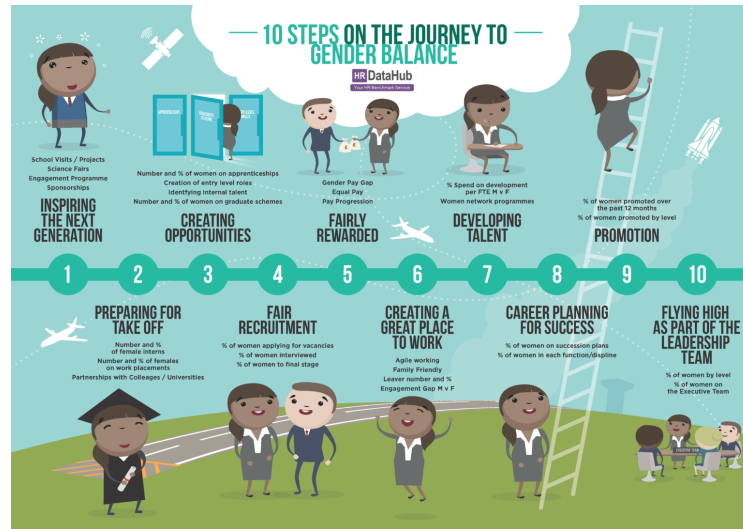 10 STEPS ON THE JOURNEY TO
GENDER BALANCE
HR DataHub
Your HR Benchmark Service
APPRENTICESHIPS
School Visits / Projects
Science Fairs
Engagement Programme
Sponsorships
INSPIRING
THE NEXT
GENERATION
Number and % of women on apprenticeships
Creation of entry level roles
Identifying internal talent
Number and % of women on graduate schemes
CREATING
OPPORTUNITIES
£ £
Gender Pay Gap
Equal Pay
Pay Progression
FAIRLY
REWARDED
% Spend on development
per FTE M v F
Women network programmes
DEVELOPING
TALENT
% of women promoted over
the past 12 months
% of women promoted by level
PROMOTION
1 2 3 4 5 6 7 8 9 10
PREPARING FOR
TAKE OFF
Number and %
of female interns
Number and % of females
on work placements
Partnerships with Colleages / Universities
FAIR
RECRUITMENT
% of women applying for vacancies
% of women interviewed
% of women to final stage
CREATING A
GREAT PLACE
TO WORK
Agile working
Family Friendly
Leaver number and %
Engagement Gap M v F
CAREER PLANNING
FOR SUCCESS
% of women on succession plans
% of women in each function/displine
FLYING HIGH
AS PART OF THE
LEADERSHIP
TEAM
% of women by level
% of women on
the Executive Team
EXECUTIVE TEAM